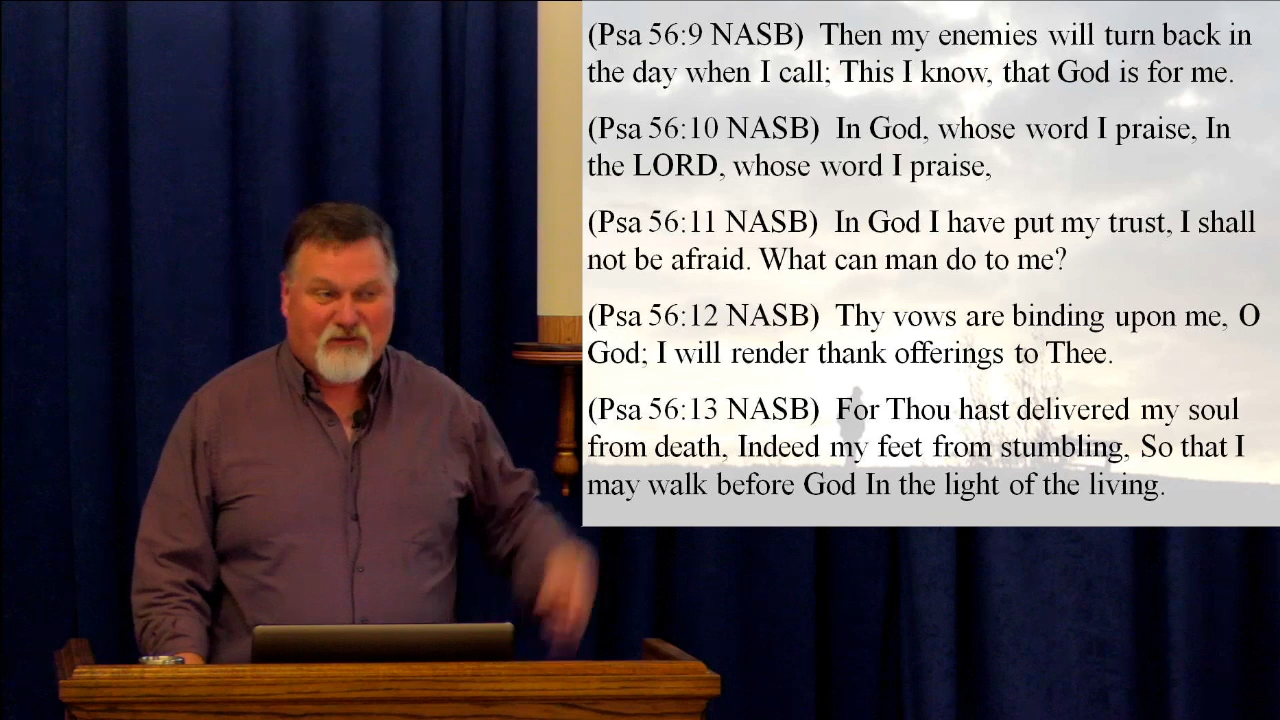 (Psa 56:9 NASB) Then my enemies will turn back in
the day when I call; This I know, that God is for me.
(Psa 56:10 NASB) In God, whose word I praise, In
the LORD, whose word I praise,
(Psa 56:11 NASB) In God I have put my trust, I shall
not be afraid. What can man do to me?
(Psa 56:12 NASB) Thy vows are binding upon me, O
God; I will render thank offerings to Thee.
(Psa 56:13 NASB) For Thou hast delivered my soul
from death, Indeed my feet from stumbling, So that I
may walk before God In the light of the living.